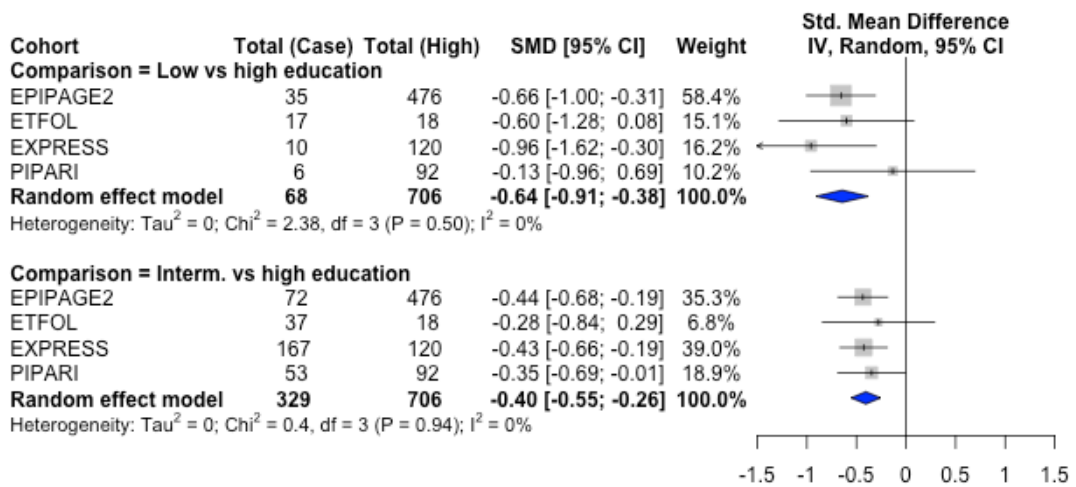 Std. Mean Difference
Cohort Total (Case) Total (High) SMD [95% CI] Weight IV, Random, 95% CI
Comparison = Low vs high education
EPIPAGE2 35 476 -0.66 [-1.00; -0.31] 58.4%
ETFOL 17 18 -0.60 [-1.28; 0.08] 15.1%
EXPRESS 10 120 -0.96 [-1.62; -0.30] 16.2%
PIPARI 6 92 -0.13 [-0.96; 0.69] 10.2%
Random effect model 68 706 -0.64 [-0.91; -0.38] 100.0%
Heterogeneity: Tau² = 0; Chi² = 2.38, df = 3 (P = 0.50); I² = 0%
Comparison = Interm. vs high education
EPIPAGE2 72 476 -0.44 [-0.68; -0.19] 35.3%
ETFOL 37 18 -0.28 [-0.84; 0.29] 6.8%
EXPRESS 167 120 -0.43 [-0.66; -0.19] 39.0%
PIPARI 53 92 -0.35 [-0.69; -0.01] 18.9%
Random effect model 329 706 -0.40 [-0.55; -0.26] 100.0%
Heterogeneity: Tau² = 0; Chi² = 0.4, df = 3 (P = 0.94); I² = 0%
-1.5 -1 -0.5 0 0.5 1 1.5